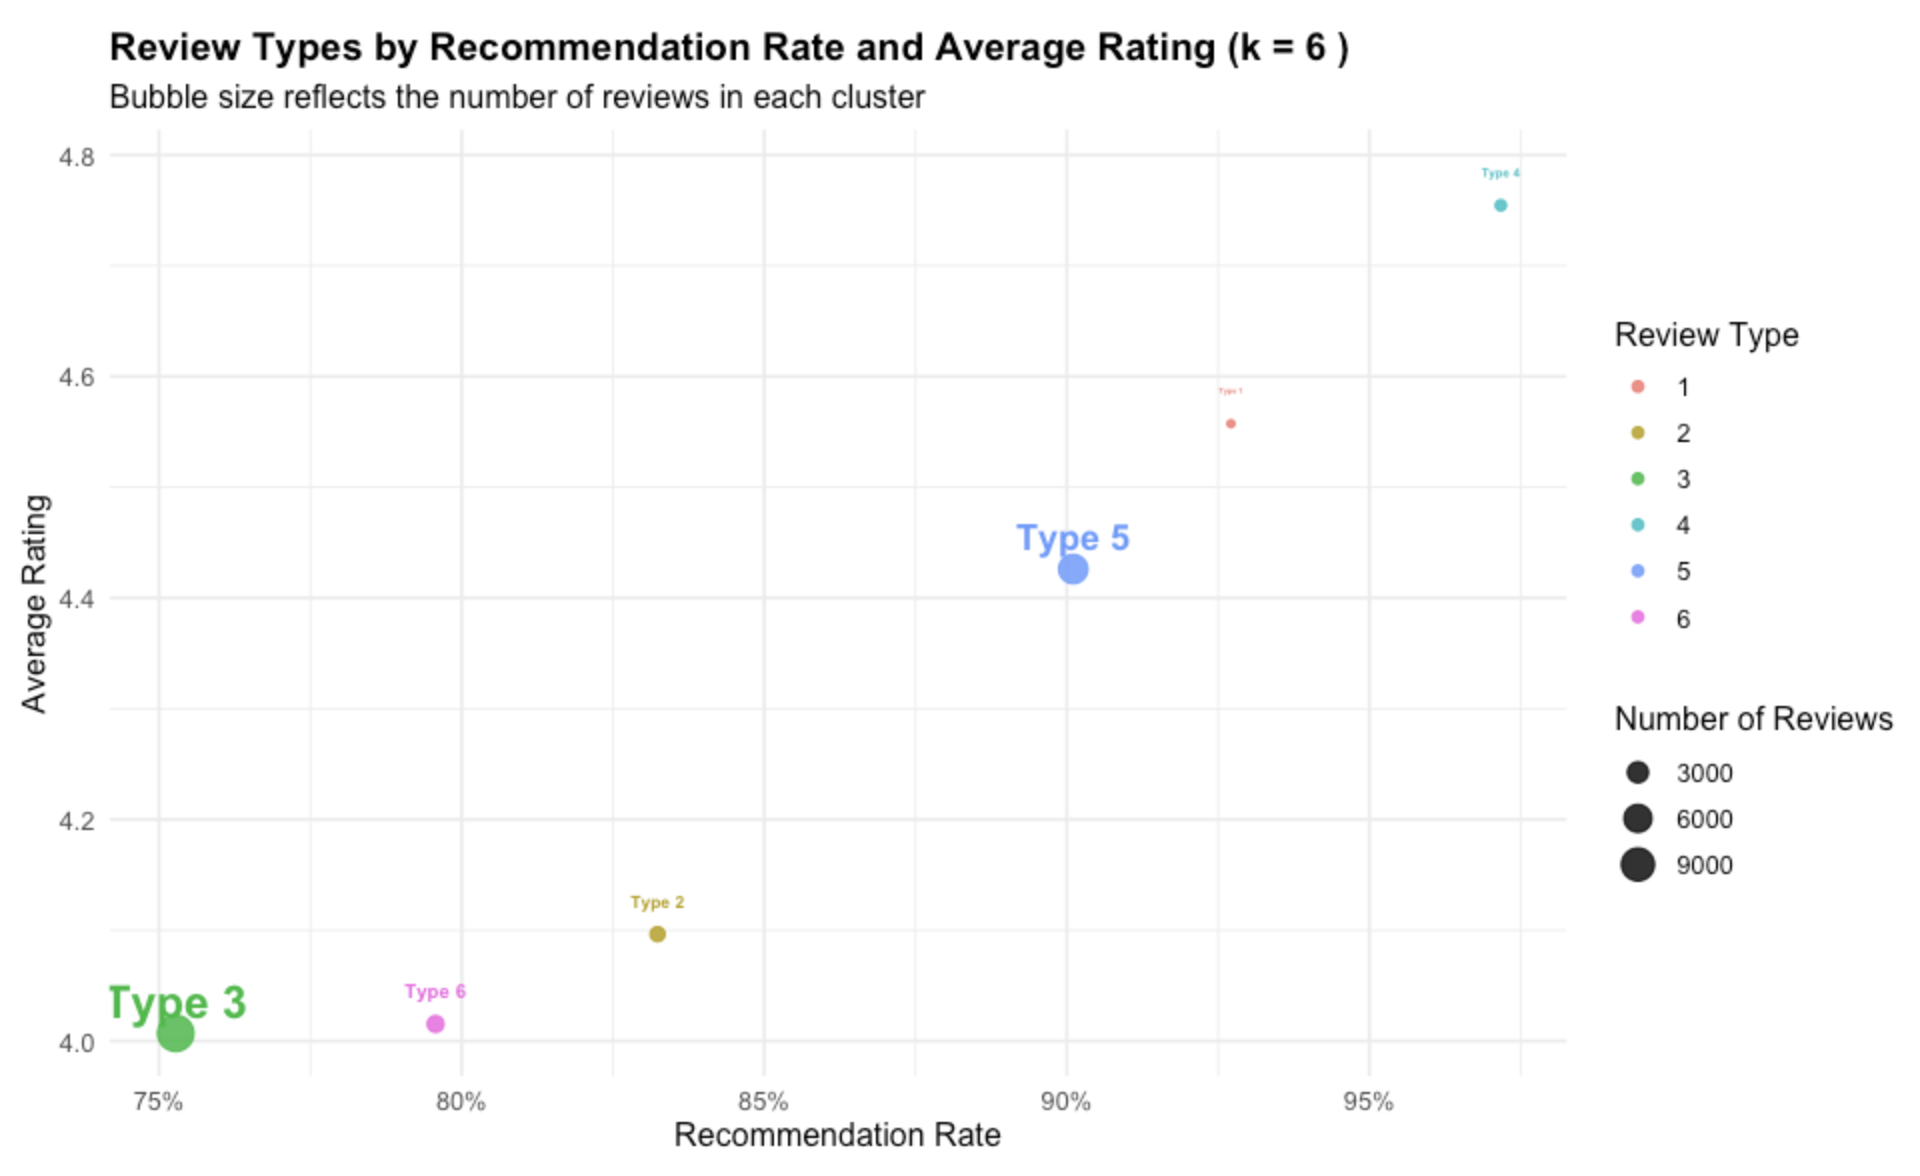 Review Types by Recommendation Rate and Average Rating (k = 6 )
Bubble size reflects the number of reviews in each cluster
4.8
4.6
4.4
4.2
4.0
Average Rating
Type 4
Type 1
Type 5
Type 2
Type 6
Type 3
75%
80%
85%
90%
95%
Recommendation Rate
Review Type
1
2
3
4
5
6
Number of Reviews
3000
6000
9000